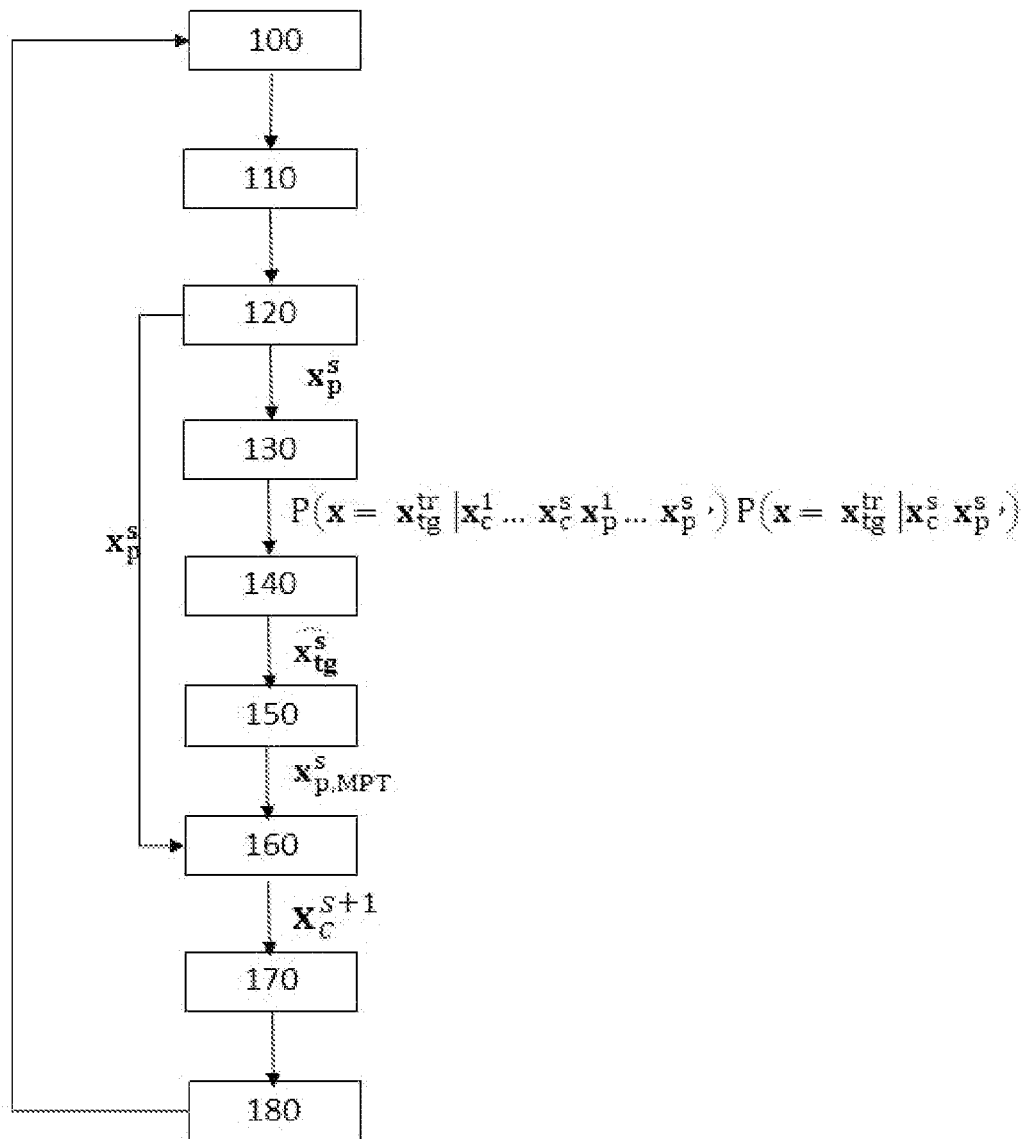 100
110
120
x_p^s
130
P(x = x_tg^tr |x_c^1 ... x_c^s x_p^1 ... x_p^s ,) P(x = x_tg^tr |x_c^s x_p^s ,)
x_p^s
140
x̂_tg^s
150
x_p,MPT^s
160
x_C^S+1
170
180